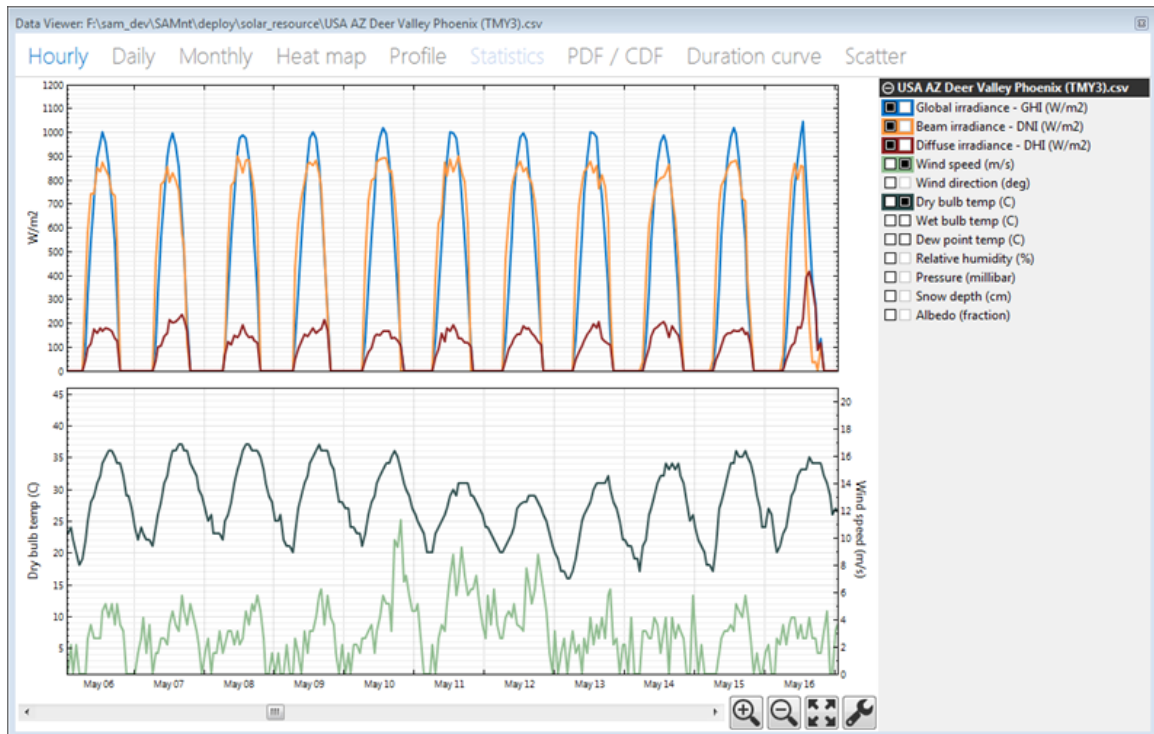 Data Viewer: F:\sam_dev\SAMnt\deploy\solar_resource\USA AZ Deer Valley Phoenix (TMY3).csv
Hourly Daily Monthly Heat map Profile Statistics PDF / CDF Duration curve Scatter
1200
1100
1000
900
800
700
600
500
400
300
200
100
0
W/m2
USA AZ Deer Valley Phoenix (TMY3).csv
Global irradiance - GHI (W/m2)
Beam irradiance - DNI (W/m2)
Diffuse irradiance - DHI (W/m2)
Wind speed (m/s)
Wind direction (deg)
Dry bulb temp (C)
Wet bulb temp (C)
Dew point temp (C)
Relative humidity (%)
Pressure (millibar)
Snow depth (cm)
Albedo (fraction)
45
40
35
30
25
20
15
10
5
Dry bulb temp (C)
20
18
16
14
12
10
8
6
4
2
0
Wind speed (m/s)
May 06 May 07 May 08 May 09 May 10 May 11 May 12 May 13 May 14 May 15 May 16